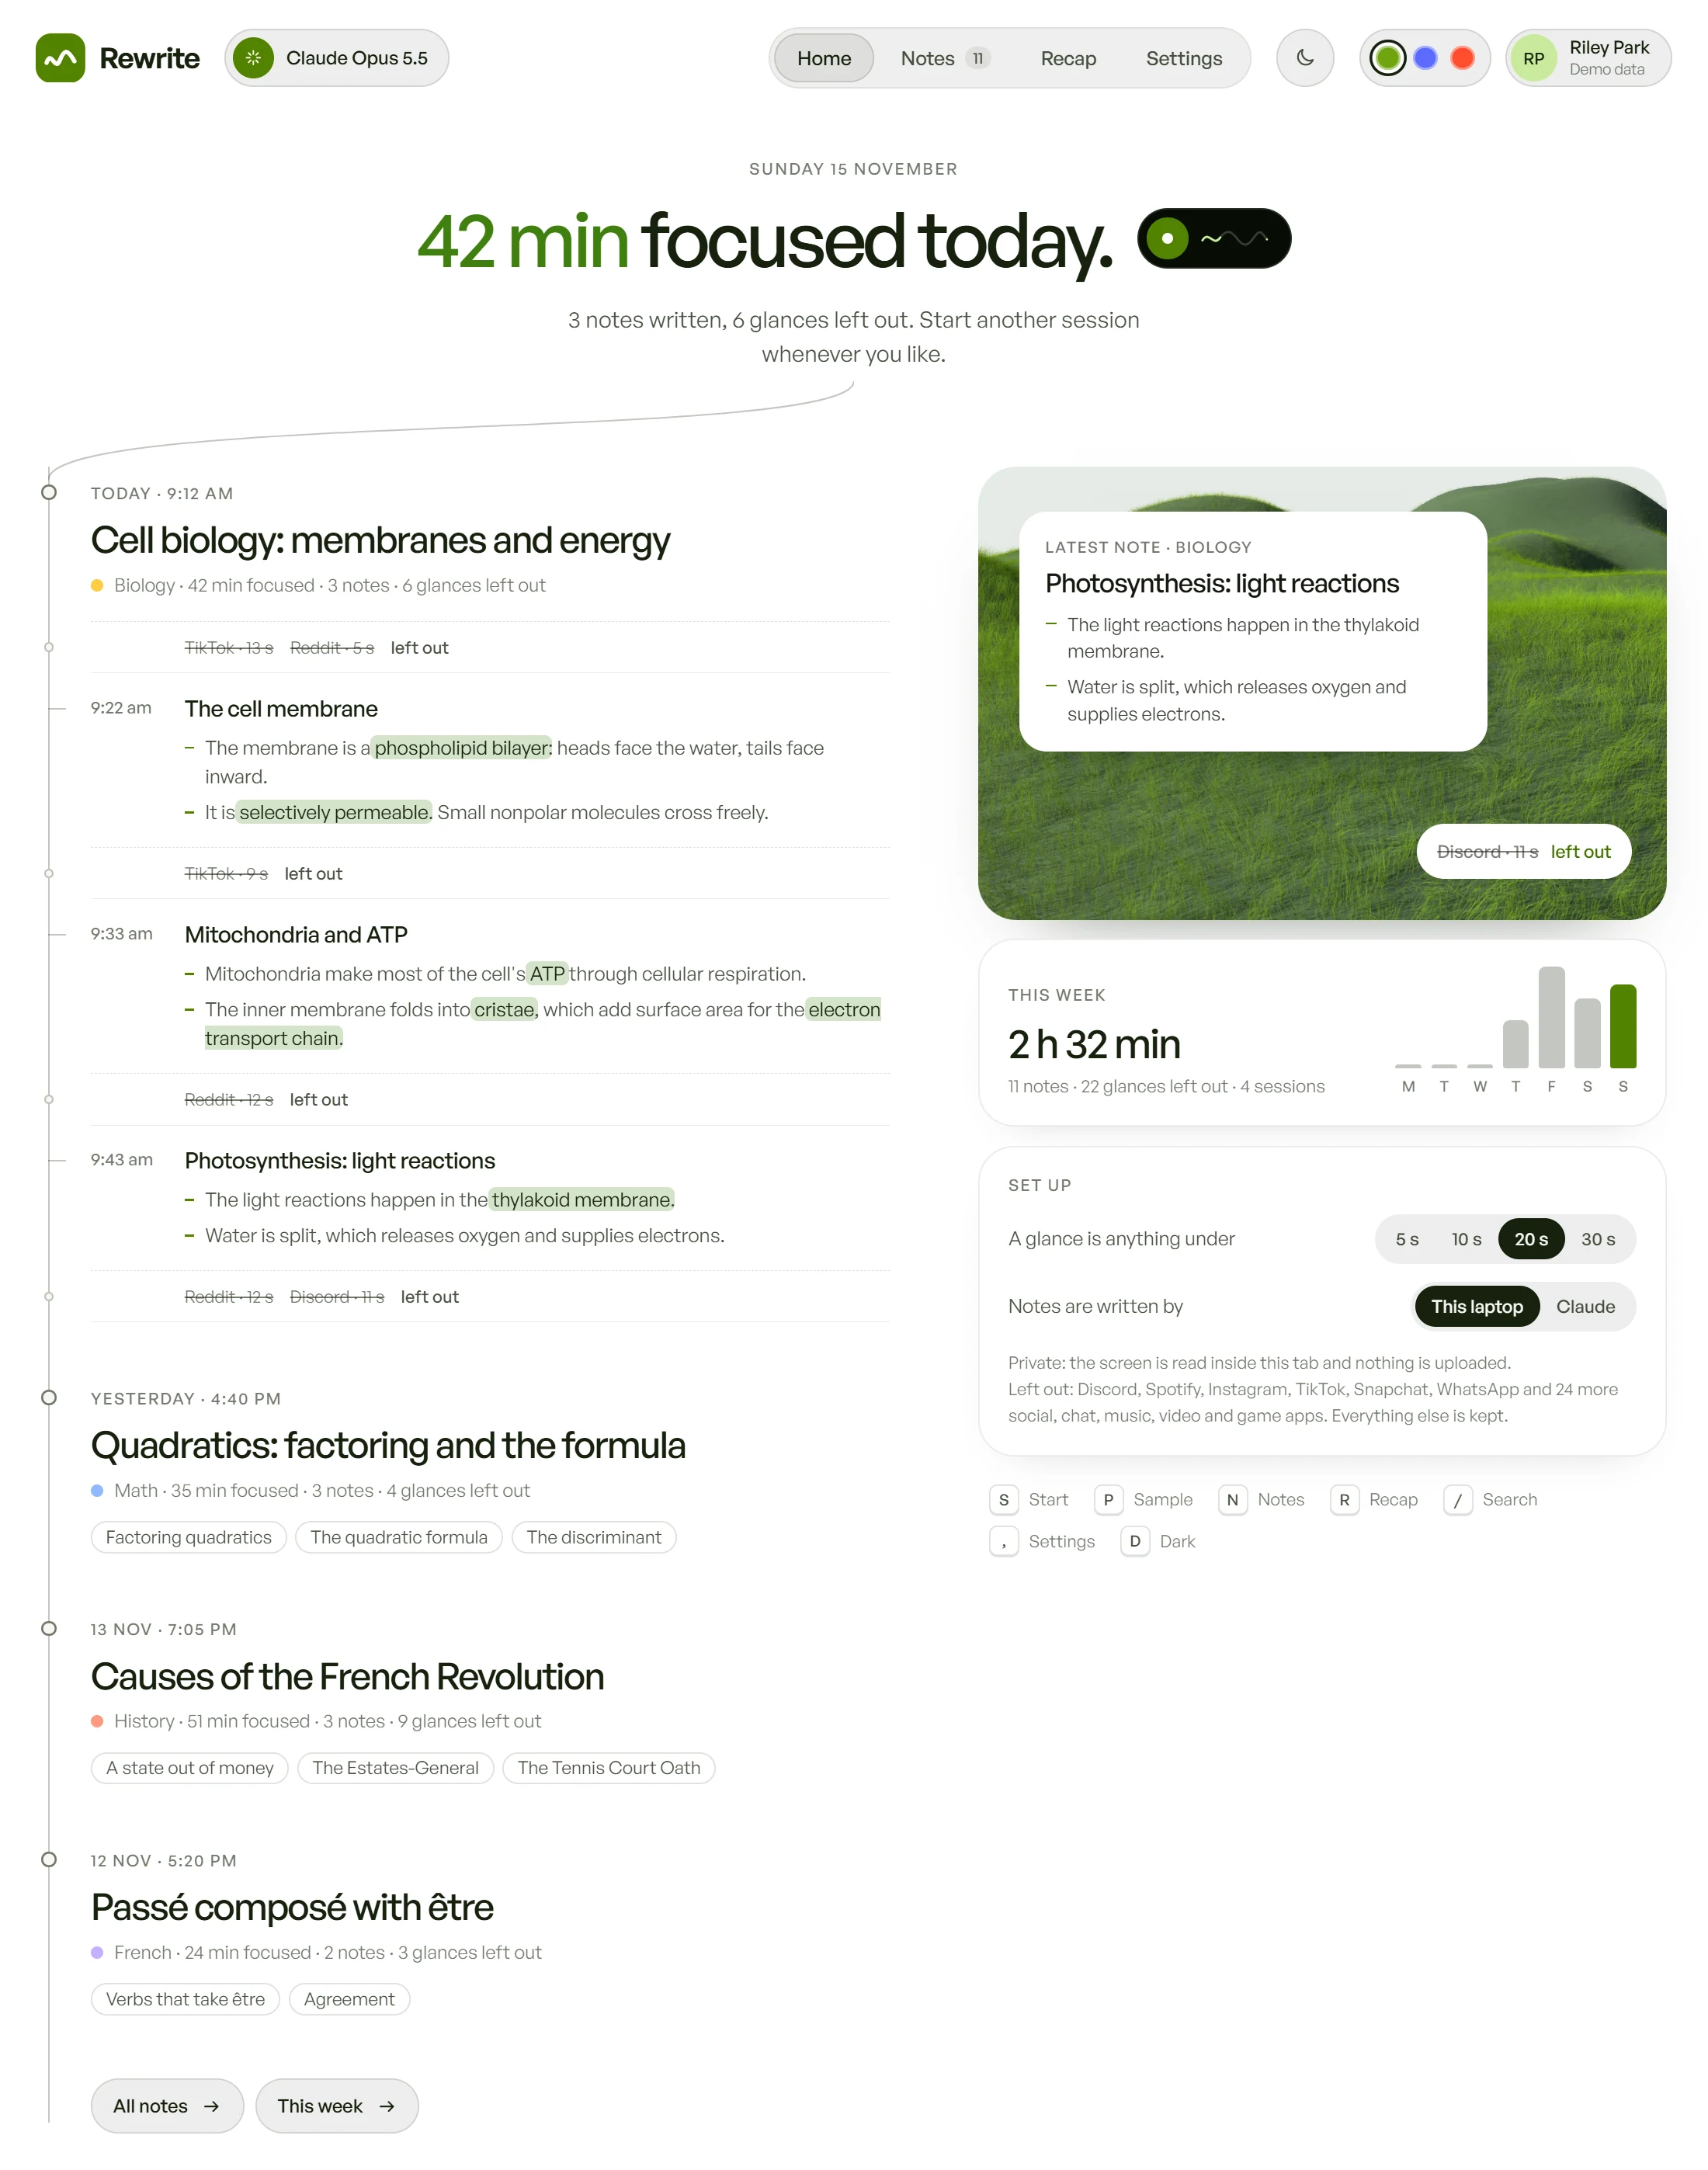 Rewrite
Claude Opus 5.5
Home
Notes 11
Recap
Settings
RP
Riley Park
Demo data
SUNDAY 15 NOVEMBER
42 min focused today.
3 notes written, 6 glances left out. Start another session
whenever you like.
TODAY · 9:12 AM
Cell biology: membranes and energy
Biology · 42 min focused · 3 notes · 6 glances left out
TikTok · 13 s Reddit · 5 s left out
9:22 am
The cell membrane
The membrane is a phospholipid bilayer: heads face the water, tails face
inward.
It is selectively permeable. Small nonpolar molecules cross freely.
TikTok · 9 s left out
9:33 am
Mitochondria and ATP
Mitochondria make most of the cell's ATP through cellular respiration.
The inner membrane folds into cristae, which add surface area for the electron
transport chain.
Reddit · 12 s left out
9:43 am
Photosynthesis: light reactions
The light reactions happen in the thylakoid membrane.
Water is split, which releases oxygen and supplies electrons.
Reddit · 12 s Discord · 11 s left out
YESTERDAY · 4:40 PM
Quadratics: factoring and the formula
Math · 35 min focused · 3 notes · 4 glances left out
Factoring quadratics
The quadratic formula
The discriminant
13 NOV · 7:05 PM
Causes of the French Revolution
History · 51 min focused · 3 notes · 9 glances left out
A state out of money
The Estates-General
The Tennis Court Oath
12 NOV · 5:20 PM
Passé composé with être
French · 24 min focused · 2 notes · 3 glances left out
Verbs that take être
Agreement
All notes →
This week →
LATEST NOTE · BIOLOGY
Photosynthesis: light reactions
The light reactions happen in the thylakoid
membrane.
Water is split, which releases oxygen and
supplies electrons.
Discord · 11 s left out
THIS WEEK
2 h 32 min
11 notes · 22 glances left out · 4 sessions
M T W T F S S
SET UP
A glance is anything under
5 s 10 s 20 s 30 s
Notes are written by
This laptop Claude
Private: the screen is read inside this tab and nothing is uploaded.
Left out: Discord, Spotify, Instagram, TikTok, Snapchat, WhatsApp and 24 more
social, chat, music, video and game apps. Everything else is kept.
S Start P Sample N Notes R Recap / Search
, Settings D Dark